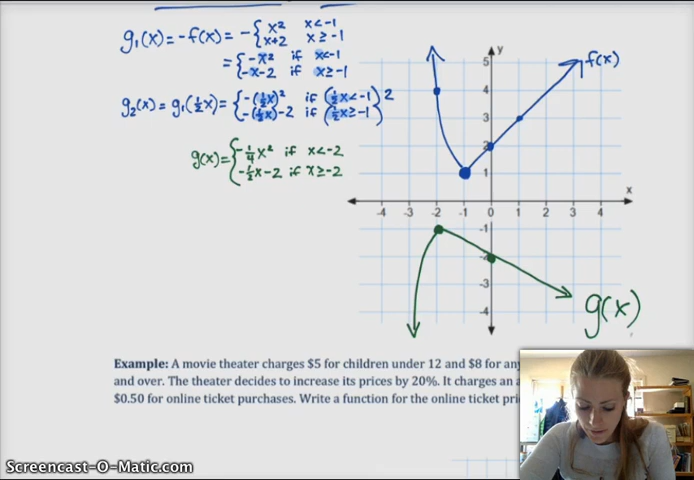 g₁(x) = -f(x) = -{ x² x<-1
x+2 x≥-1
= { -x² if x<-1
-x-2 if x≥-1
g₂(x) = g₁(½x) = { -(½x)² if (½x<-1) 2
-(½x)-2 if (½x≥-1)
g(x) = { -¼x² if x<-2
-½x-2 if x≥-2
y
5
f(x)
4
3
2
1
x
-4 -3 -2 -1 0 1 2 3 4
-1
-2
-3
-4
g(x)
Example: A movie theater charges $5 for children under 12 and $8 for
and over. The theater decides to increase its prices by 20%. It charges an
$0.50 for online ticket purchases. Write a function for the online ticket
Screencast-O-Matic.com